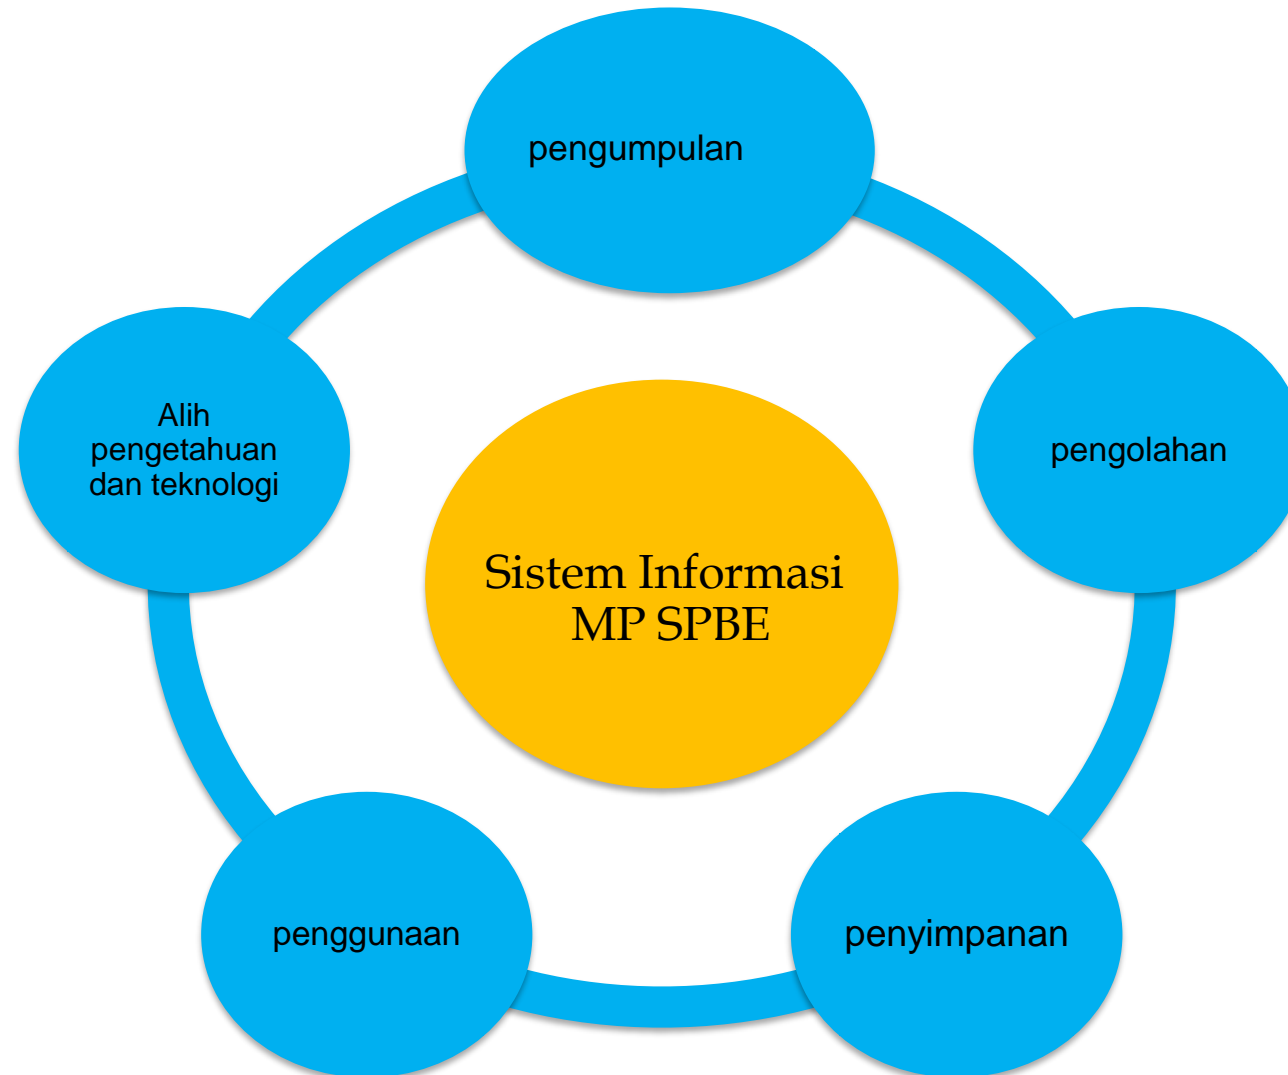 pengumpulan
pengolahan
penyimpanan
penggunaan
Alih
pengetahuan
dan teknologi
Sistem Informasi
MP SPBE